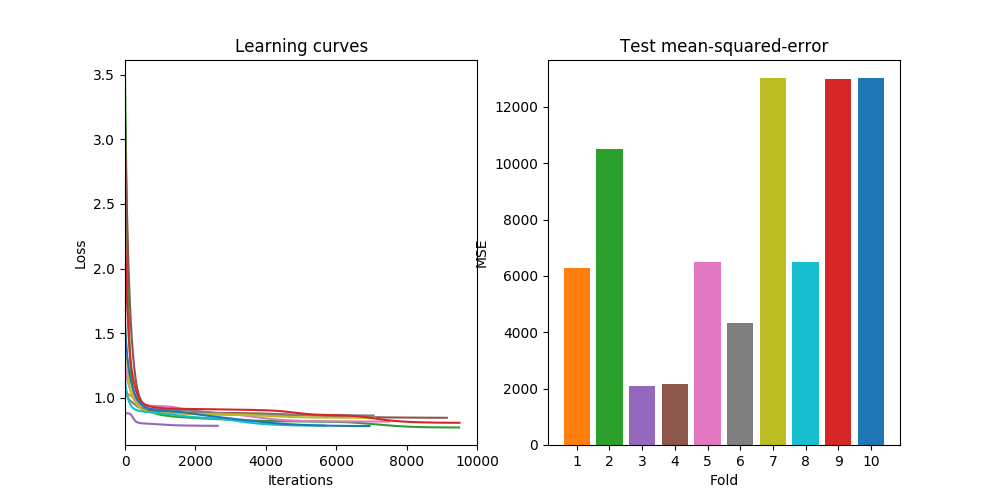 Learning curves
3.5
3.0
2.5
2.0
1.5
1.0
Loss
0 2000 4000 6000 8000 10000
Iterations
Test mean-squared-error
12000
10000
8000
6000
4000
2000
0
MSE
1 2 3 4 5 6 7 8 9 10
Fold